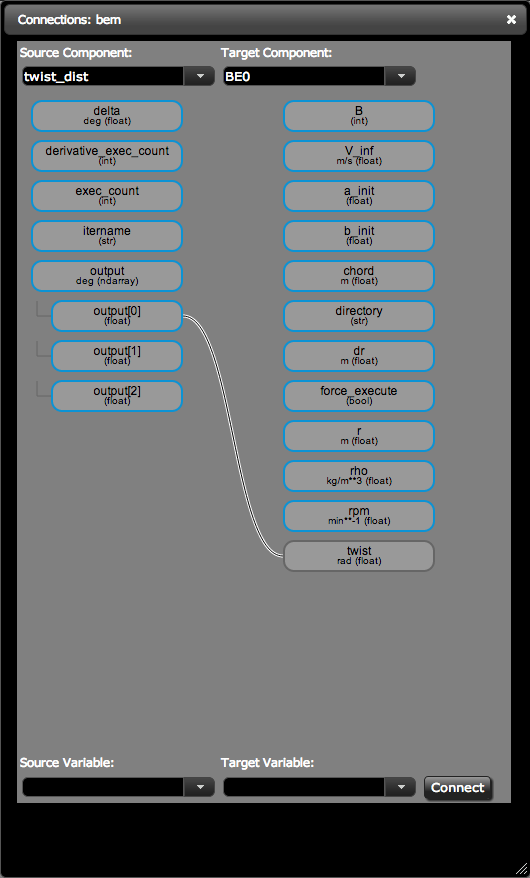 Connections: bem
Source Component: Target Component:
twist_dist BE0
delta
deg (float)
derivative_exec_count
(int)
exec_count
(int)
itername
(str)
output
deg (ndarray)
output[0]
(float)
output[1]
(float)
output[2]
(float)
B
(int)
V_inf
m/s (float)
a_init
(float)
b_init
(float)
chord
m (float)
directory
(str)
dr
m (float)
force_execute
(bool)
r
m (float)
rho
kg/m**3 (float)
rpm
min**-1 (float)
twist
rad (float)
Source Variable: Target Variable:
Connect